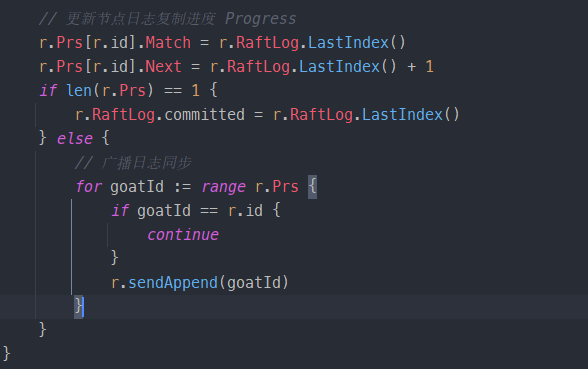 // 更新节点日志复制进度 Progress
r.Prs[r.id].Match = r.RaftLog.LastIndex()
r.Prs[r.id].Next = r.RaftLog.LastIndex() + 1
if len(r.Prs) == 1 {
r.RaftLog.committed = r.RaftLog.LastIndex()
} else {
// 广播日志同步
for goatId := range r.Prs {
if goatId == r.id {
continue
}
r.sendAppend(goatId)
}
}
}